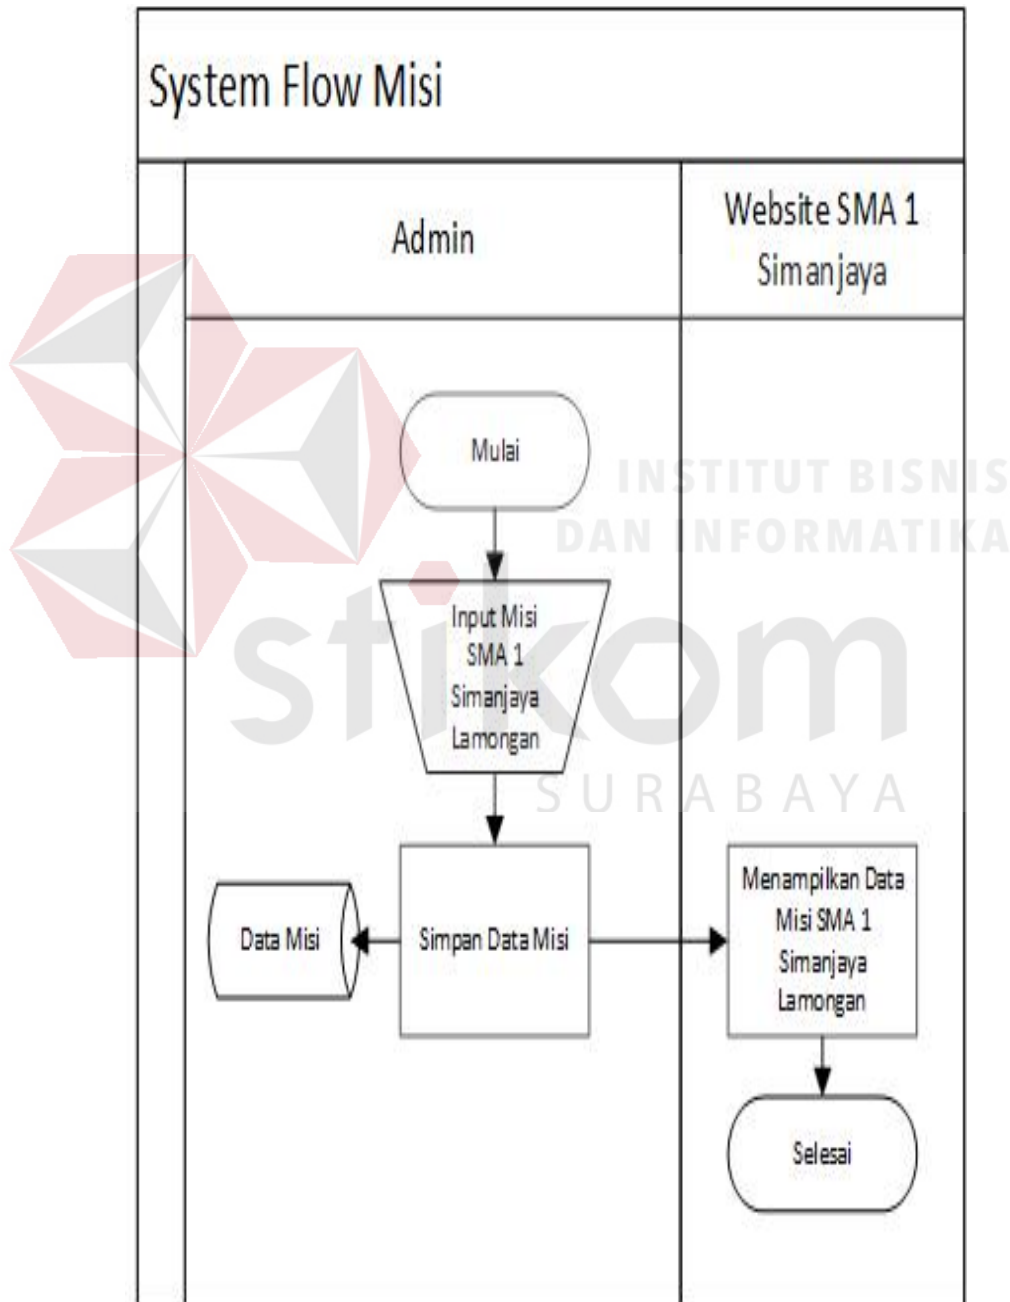 System Flow Misi
Admin
Website SMA 1
Simanjaya
Mulai
INSTITUT BISNIS
DAN INFORMATIKA
Input Misi
SMA 1
Simanjaya
Lamongan
stikom
SURABAYA
Data Misi
Simpan Data Misi
Menampilkan Data
Misi SMA 1
Simanjaya
Lamongan
Selesai